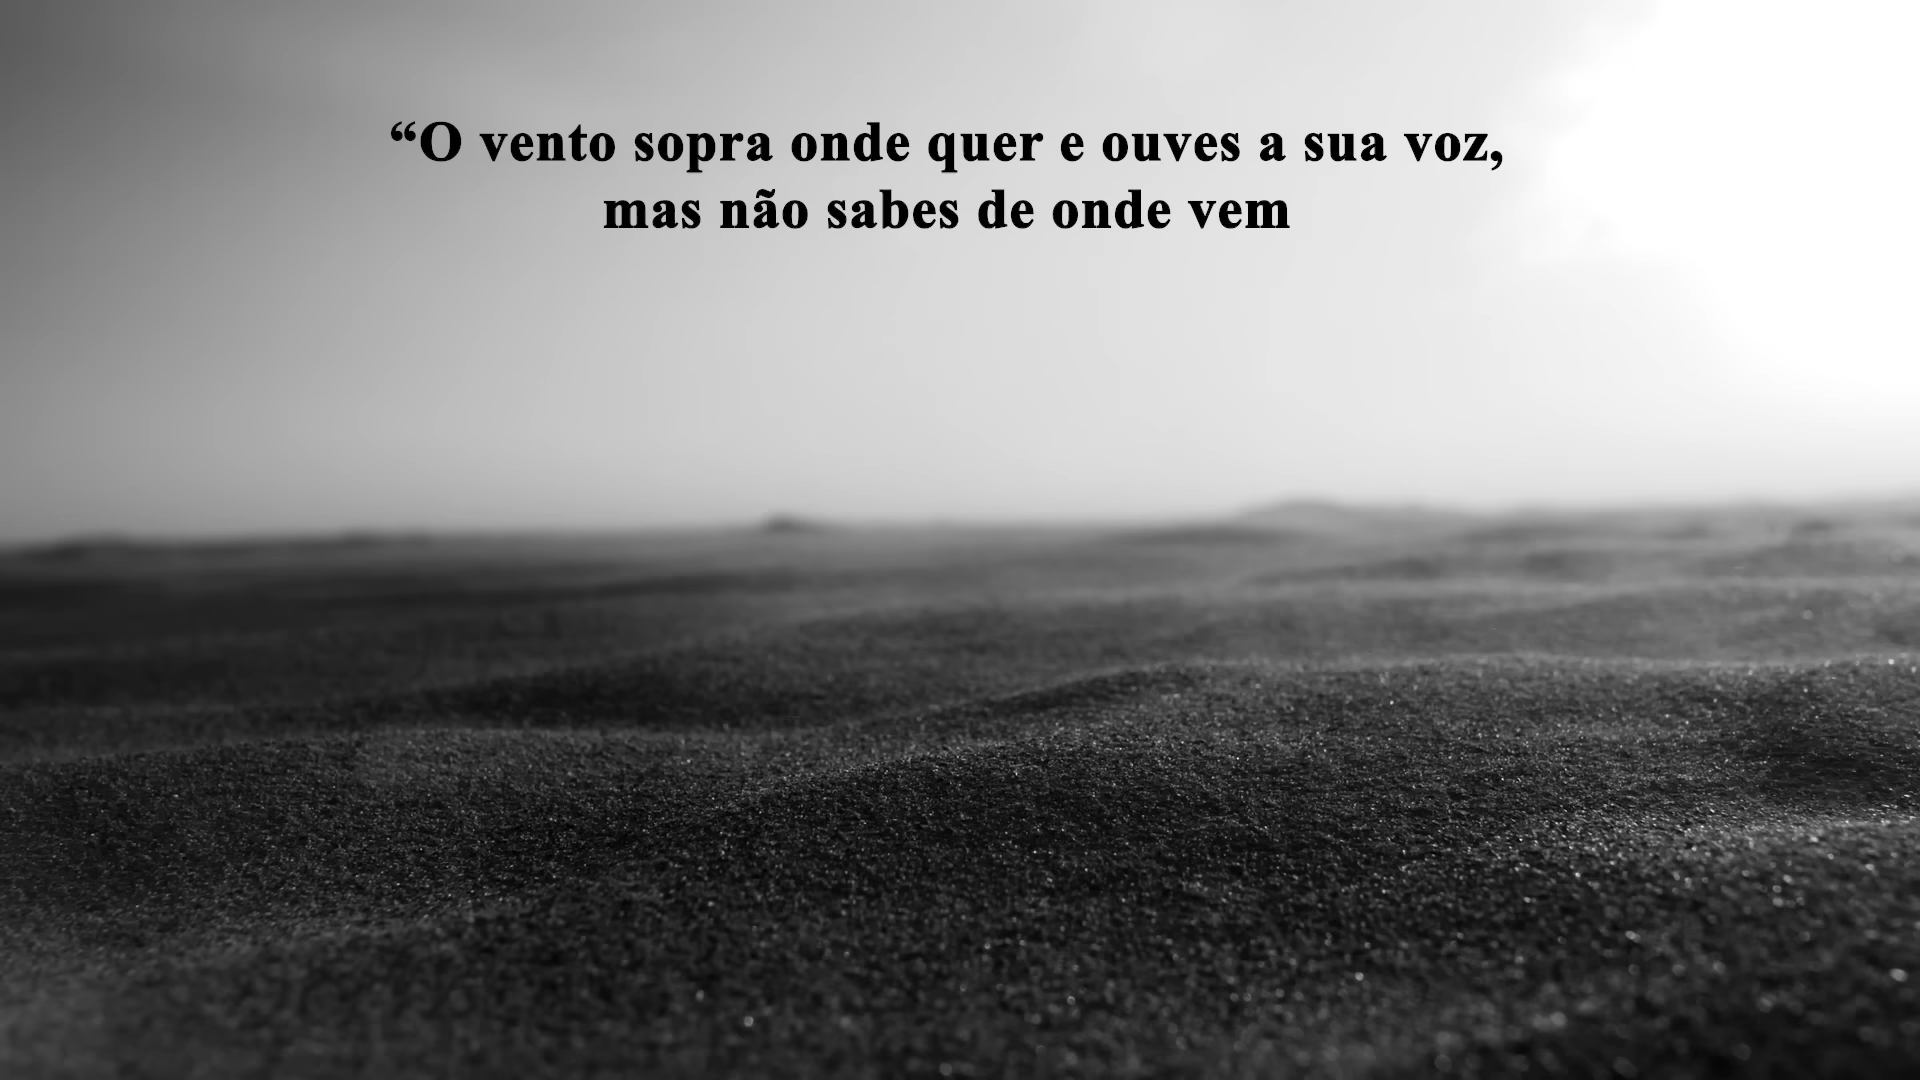 “O vento sopra onde quer e ouves a sua voz,
mas não sabes de onde vem